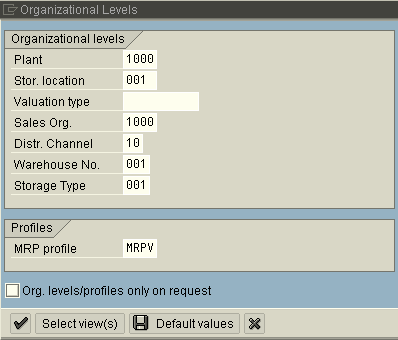 Organizational Levels
Organizational levels
Plant 1000
Stor. location 001
Valuation type
Sales Org. 1000
Distr. Channel 10
Warehouse No. 001
Storage Type 001
Profiles
MRP profile MRPV
Org. levels/profiles only on request
Select view(s) Default values